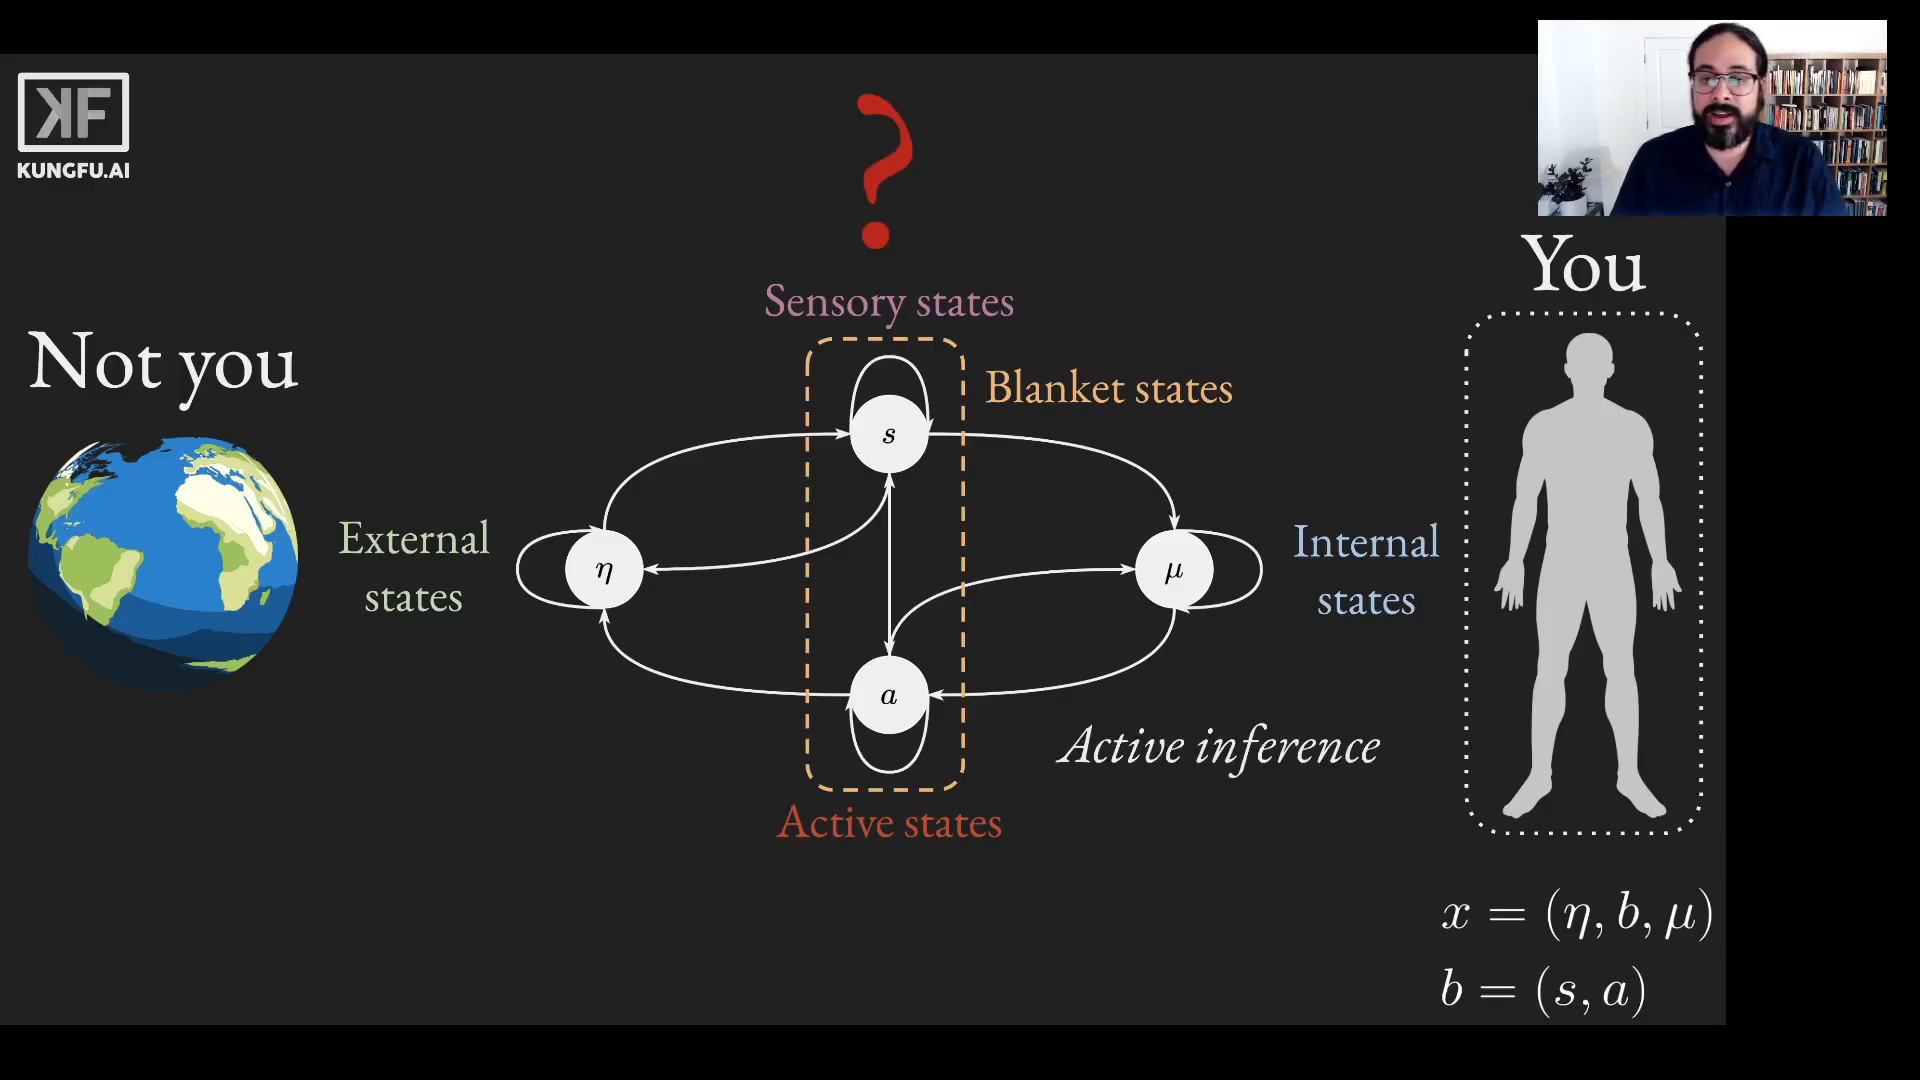 KF
KUNGFU.AI
?
You
Sensory states
Not you
Blanket states
s
External
states
η
μ
Internal
states
a
Active inference
Active states
x = (η, b, μ)
b = (s, a)